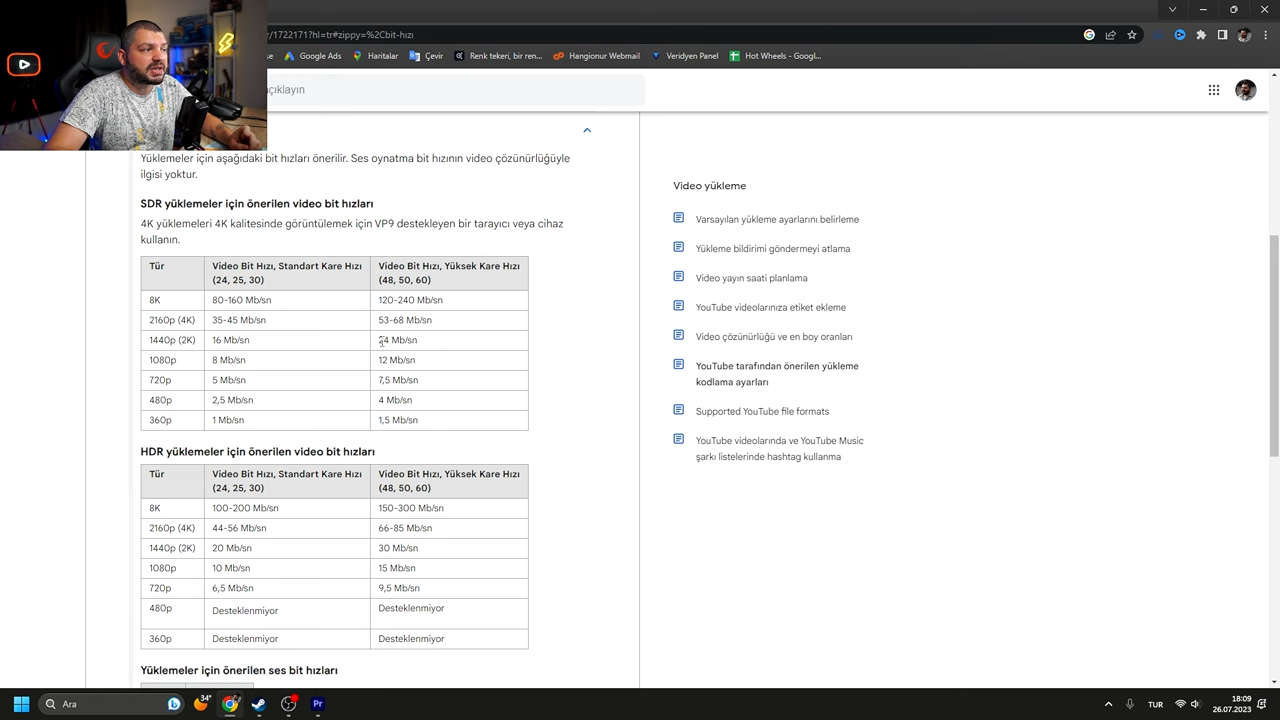 r/1722171?hl=tr#zippy=%2Cbit-hızı
se
Google Ads
Haritalar
Çevir
Renk tekeri, bir ren...
Hangionur Webmail
Veridyen Panel
Hot Wheels - Googl...
açıklayın
Yüklemeler için aşağıdaki bit hızları önerilir. Ses oynatma bit hızının video çözünürlüğüyle
ilgisi yoktur.
SDR yüklemeler için önerilen video bit hızları
4K yüklemeleri 4K kalitesinde görüntülemek için VP9 destekleyen bir tarayıcı veya cihaz
kullanın.
Tür Video Bit Hızı, Standart Kare Hızı Video Bit Hızı, Yüksek Kare Hızı
(24, 25, 30) (48, 50, 60)
8K 80-160 Mb/sn 120-240 Mb/sn
2160p (4K) 35-45 Mb/sn 53-68 Mb/sn
1440p (2K) 16 Mb/sn 24 Mb/sn
1080p 8 Mb/sn 12 Mb/sn
720p 5 Mb/sn 7,5 Mb/sn
480p 2,5 Mb/sn 4 Mb/sn
360p 1 Mb/sn 1,5 Mb/sn
HDR yüklemeler için önerilen video bit hızları
Tür Video Bit Hızı, Standart Kare Hızı Video Bit Hızı, Yüksek Kare Hızı
(24, 25, 30) (48, 50, 60)
8K 100-200 Mb/sn 150-300 Mb/sn
2160p (4K) 44-56 Mb/sn 66-85 Mb/sn
1440p (2K) 20 Mb/sn 30 Mb/sn
1080p 10 Mb/sn 15 Mb/sn
720p 6,5 Mb/sn 9,5 Mb/sn
480p Desteklenmiyor Desteklenmiyor
360p Desteklenmiyor Desteklenmiyor
Yüklemeler için önerilen ses bit hızları
Video yükleme
Varsayılan yükleme ayarlarını belirleme
Yükleme bildirimi göndermeyi atlama
Video yayın saati planlama
YouTube videolarınıza etiket ekleme
Video çözünürlüğü ve en boy oranları
YouTube tarafından önerilen yükleme
kodlama ayarları
Supported YouTube file formats
YouTube videolarında ve YouTube Music
şarkı listelerinde hashtag kullanma
Ara
34°
Pr
TUR
18:09
26.07.2023